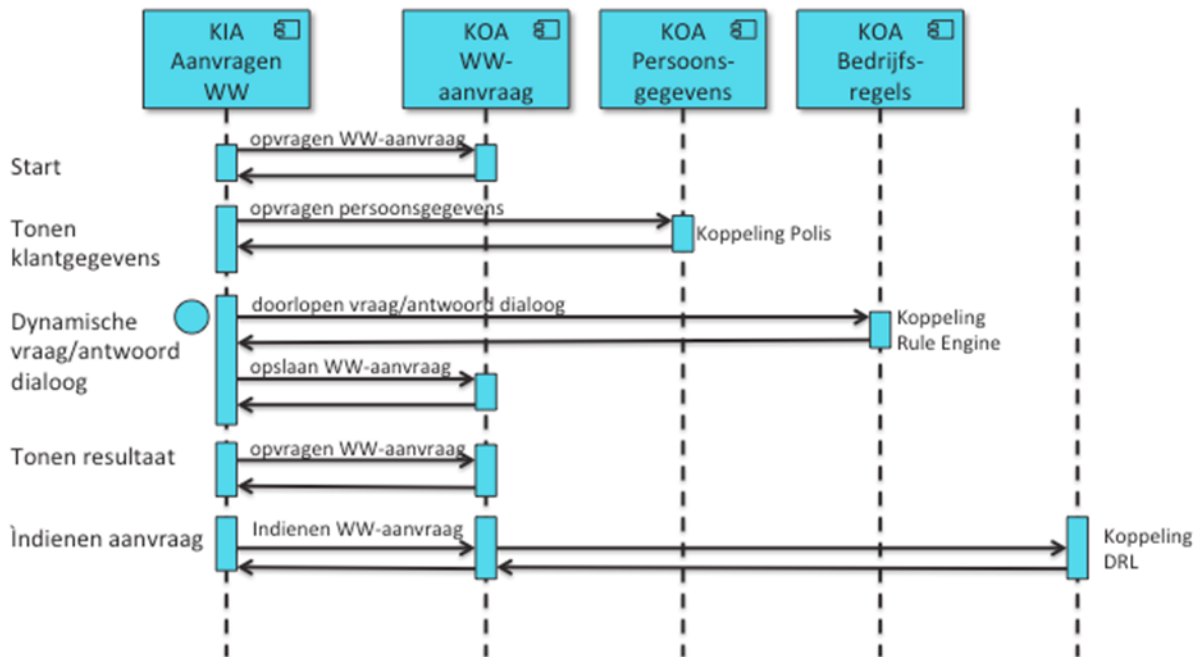 KIA
Aanvragen
WW
KOA
WW-
aanvraag
KOA
Persoons-
gegevens
KOA
Bedrijfs-
regels
Start
opvragen WW-aanvraag
Tonen
klantgegevens
opvragen persoonsgegevens
Koppeling Polis
Dynamische
vraag/antwoord
dialoog
doorlopen vraag/antwoord dialoog
Koppeling
Rule Engine
opslaan WW-aanvraag
Tonen resultaat
opvragen WW-aanvraag
Ìndienen aanvraag
Indienen WW-aanvraag
Koppeling
DRL